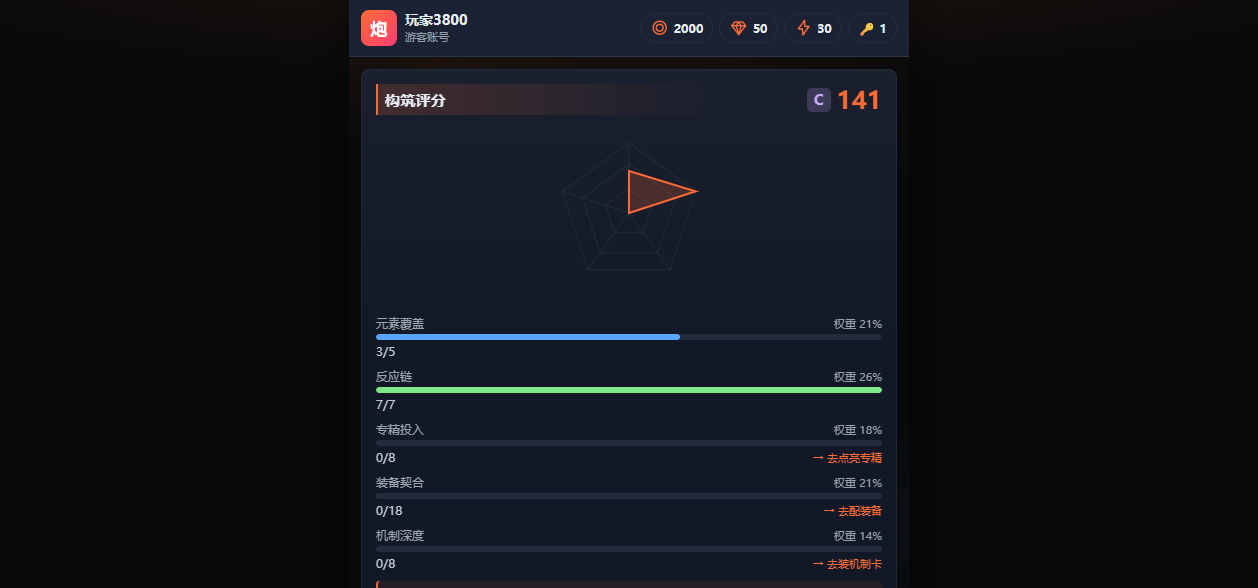 炮 玩家3800 2000 50 30 1
游客账号
构筑评分 C 141
元素覆盖 权重 21%
3/5
反应链 权重 26%
7/7
专精投入 权重 18%
0/8 → 去点亮专精
装备契合 权重 21%
0/18 → 去配装备
机制深度 权重 14%
0/8 → 去装机制卡